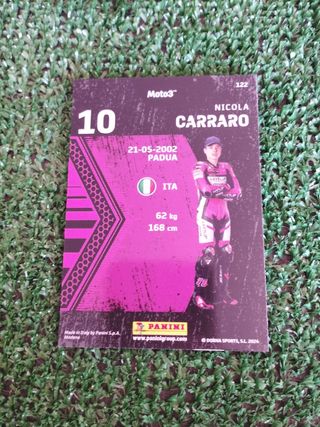 Moto3™
122
10
NICOLA
CARRARO
21-05-2002
PADUA
ITA
62 kg
168 cm
PANINI
Made in Italy by Panini S.p.A.
Modena
www.paninigroup.com
© DORNA SPORTS, S.L. 2024